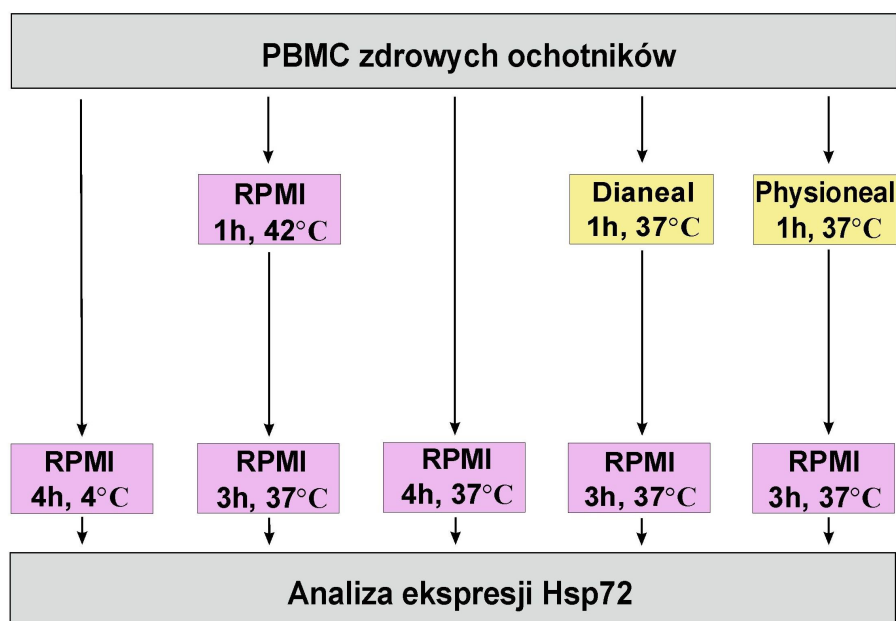 PBMC zdrowych ochotników
RPMI
1h, 42°C
Dianeal
1h, 37°C
Physioneal
1h, 37°C
RPMI
4h, 4°C
RPMI
3h, 37°C
RPMI
4h, 37°C
RPMI
3h, 37°C
RPMI
3h, 37°C
Analiza ekspresji Hsp72